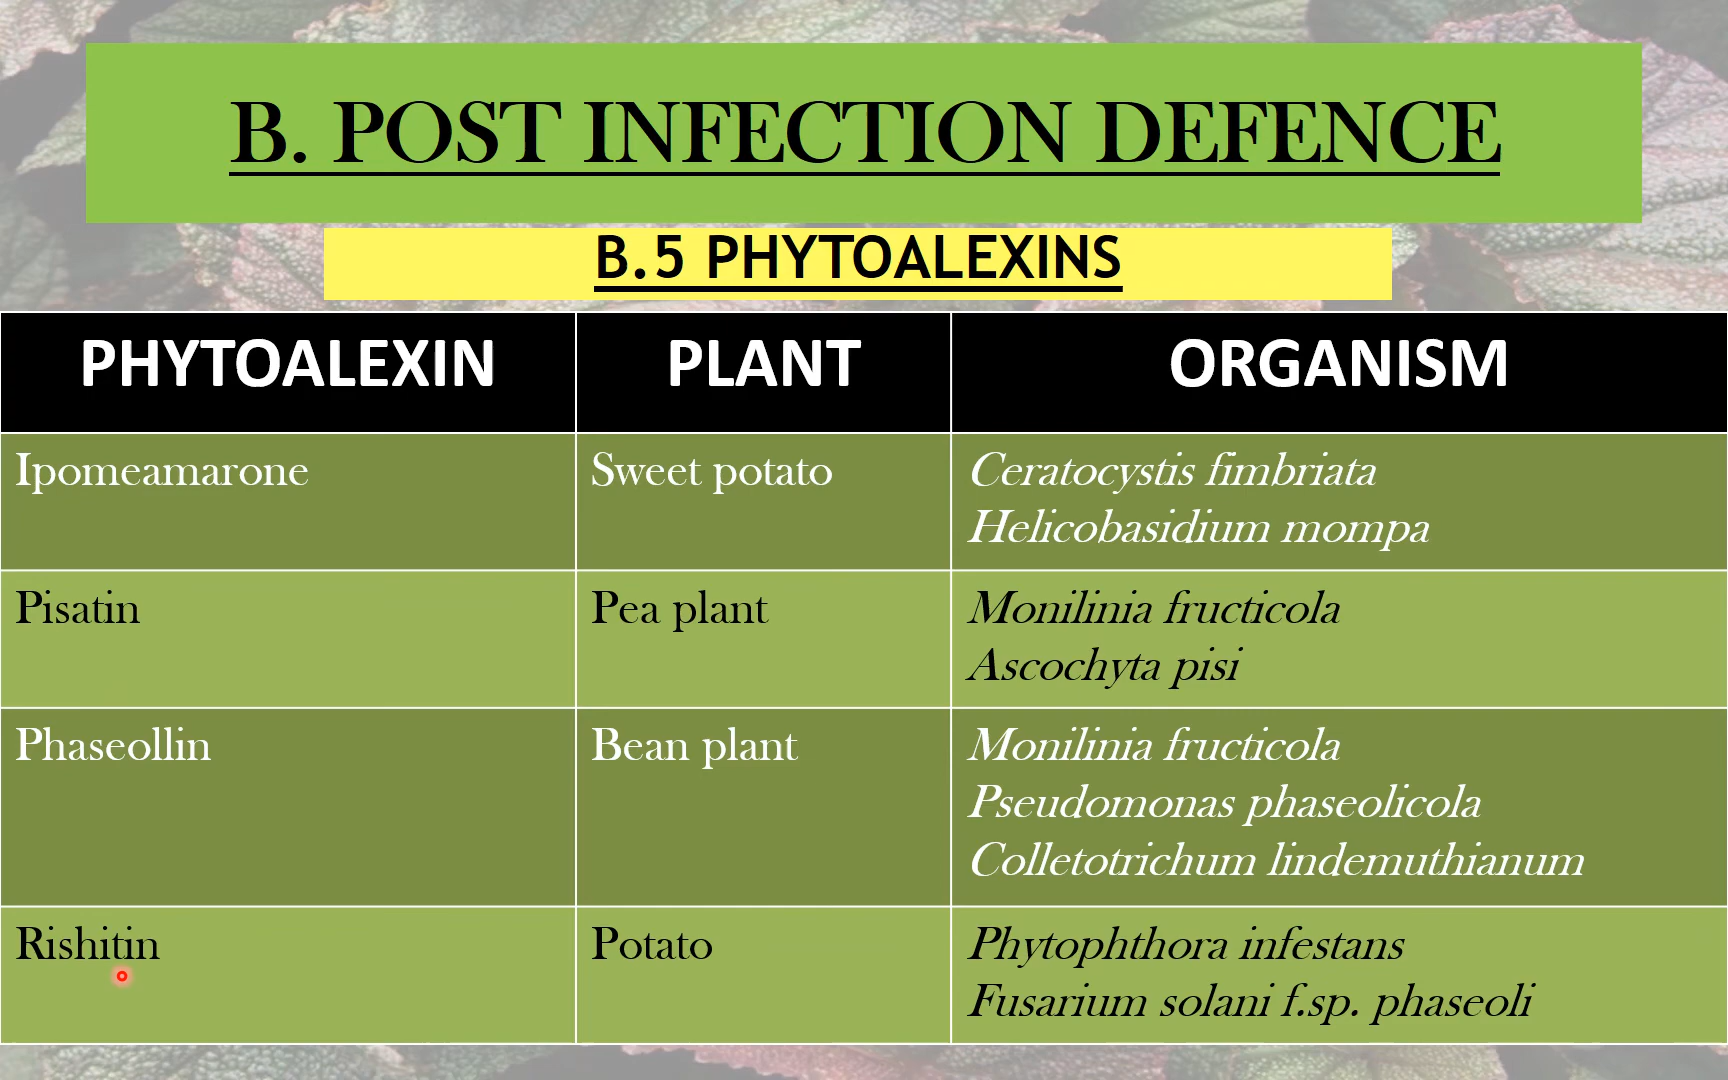 B. POST INFECTION DEFENCE
B.5 PHYTOALEXINS
PHYTOALEXIN PLANT ORGANISM
Ipomeamarone Sweet potato Ceratocystis fimbriata
Helicobasidium mompa
Pisatin Pea plant Monilinia fructicola
Ascochyta pisi
Phaseollin Bean plant Monilinia fructicola
Pseudomonas phaseolicola
Colletotrichum lindemuthianum
Rishitin Potato Phytophthora infestans
Fusarium solani f.sp. phaseoli